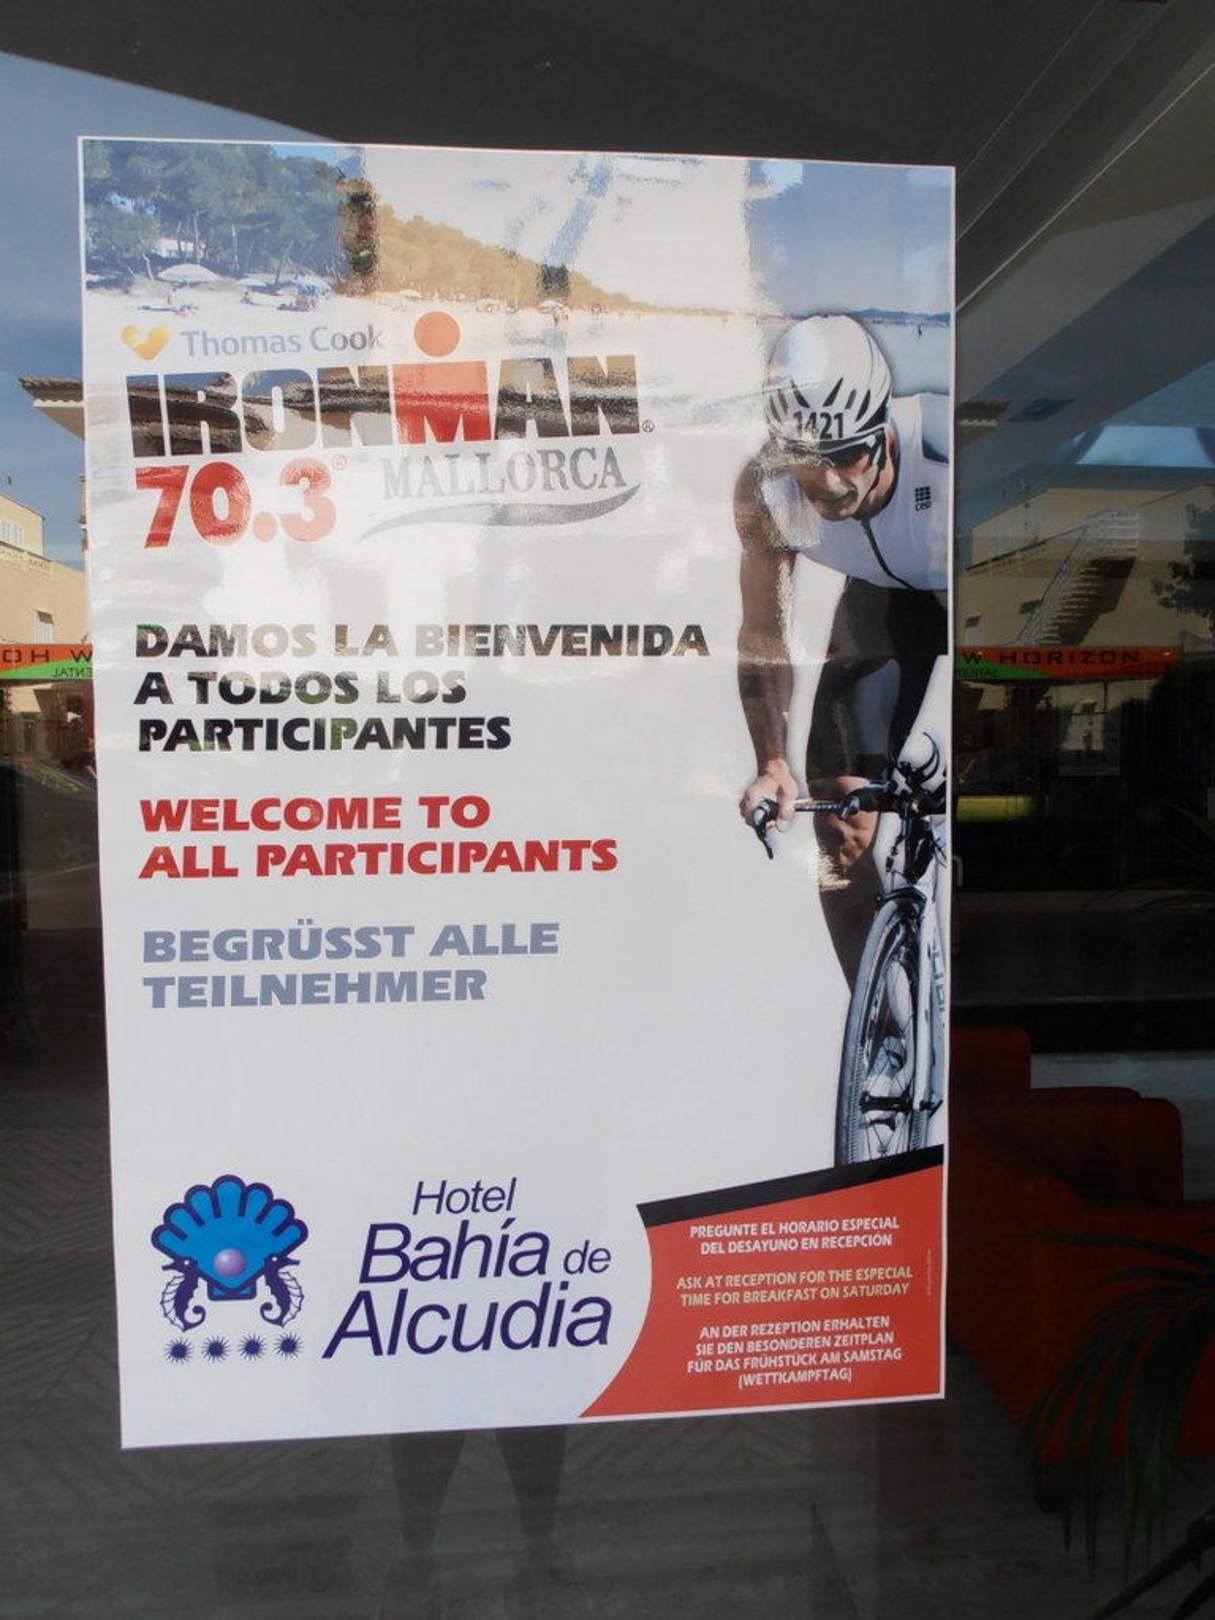 Thomas Cook
IRONMAN®
70.3® MALLORCA
1421
DAMOS LA BIENVENIDA
A TODOS LOS
PARTICIPANTES
WELCOME TO
ALL PARTICIPANTS
BEGRÜSST ALLE
TEILNEHMER
Hotel
Bahía de
Alcudia
PREGUNTE EL HORARIO ESPECIAL
DEL DESAYUNO EN RECEPCIÓN
ASK AT RECEPTION FOR THE ESPECIAL
TIME FOR BREAKFAST ON SATURDAY
AN DER REZEPTION ERHALTEN
SIE DEN BESONDEREN ZEITPLAN
FÜR DAS FRÜHSTÜCK AM SAMSTAG
(WETTKAMPFTAG)
W HORIZON